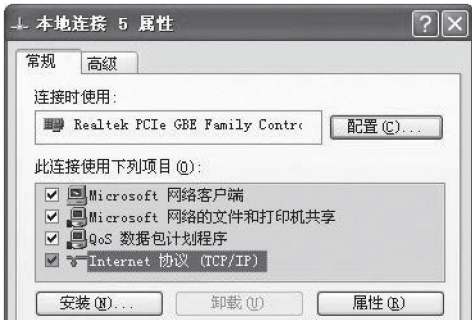 本地连接 5 属性
常规 高级
连接时使用:
Realtek PCIe GBE Family Contr 配置(C)...
此连接使用下列项目(O):
Microsoft 网络客户端
Microsoft 网络的文件和打印机共享
QoS 数据包计划程序
Internet 协议 (TCP/IP)
安装(N)... 卸载(U) 属性(R)